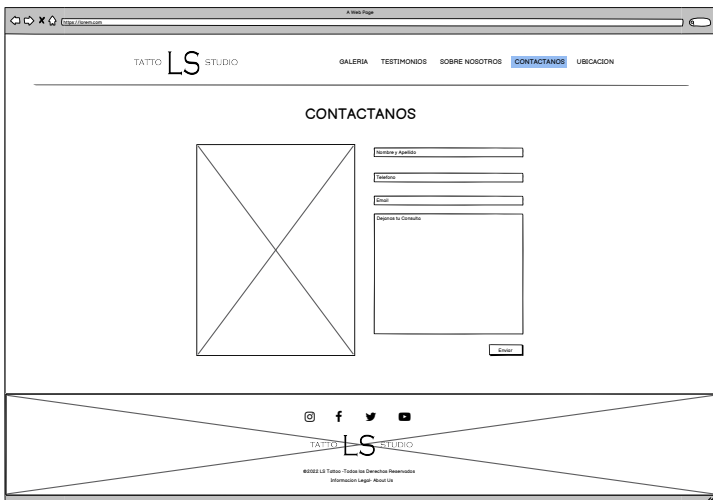 A Web Page
https://lorem.com
TATTO LS STUDIO
GALERIA TESTIMONIOS SOBRE NOSOTROS CONTACTANOS UBICACION
CONTACTANOS
Nombre y Apellido
Telefono
Email
Dejanos tu Consulta
Enviar
TATTO LS STUDIO
©2022 LS Tattoo -Todos los Derechos Reservados
Informacion Legal- About Us